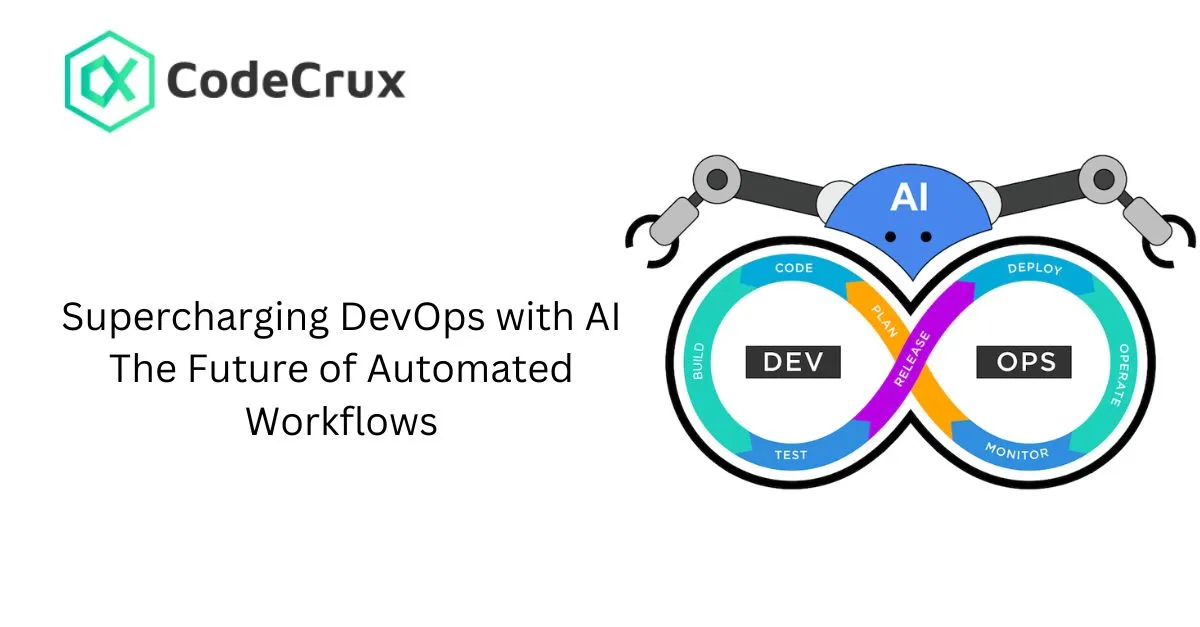 CodeCrux
Supercharging DevOps with AI
The Future of Automated
Workflows
AI
CODE
DEPLOY
PLAN
BUILD
RELEASE
OPERATE
DEV
OPS
TEST
MONITOR